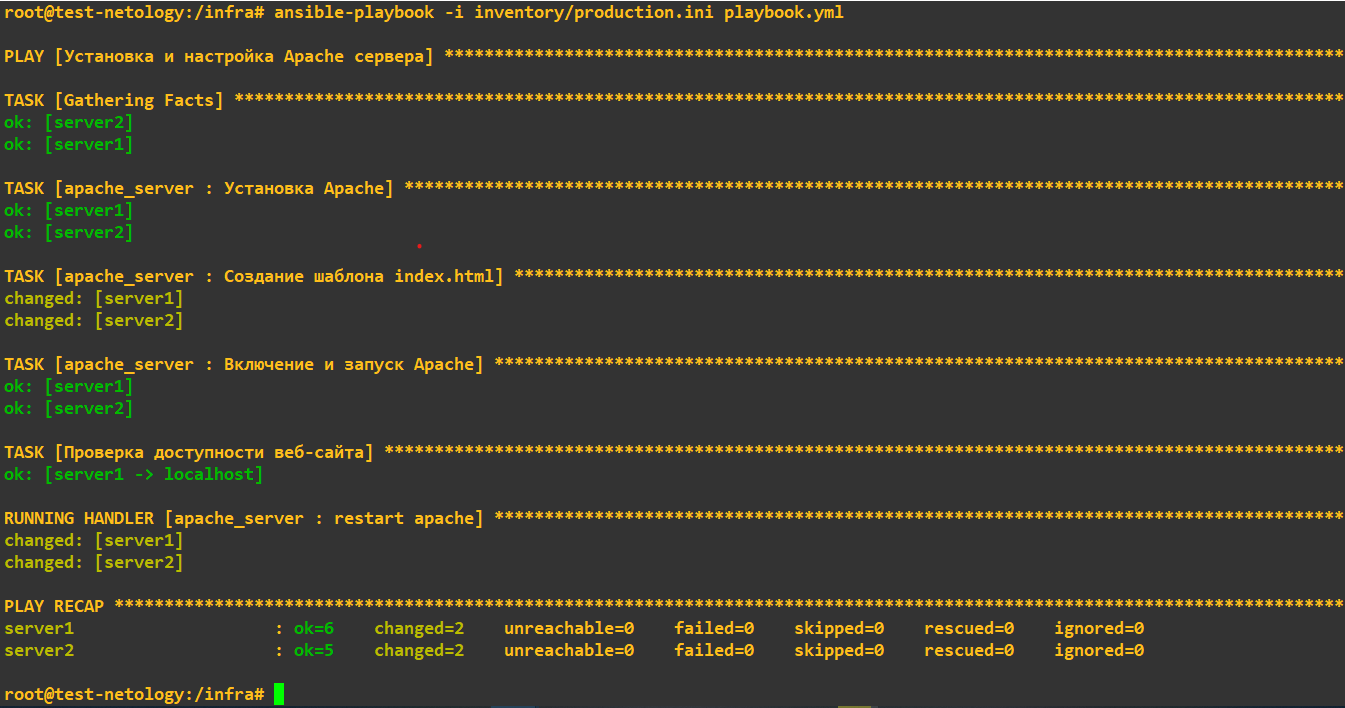 root@test-netology:/infra# ansible-playbook -i inventory/production.ini playbook.yml
PLAY [Установка и настройка Apache сервера] ******************************************************************************************
TASK [Gathering Facts] ***************************************************************************************************************
ok: [server2]
ok: [server1]
TASK [apache_server : Установка Apache] **********************************************************************************************
ok: [server1]
ok: [server2]
TASK [apache_server : Создание шаблона index.html] ***********************************************************************************
changed: [server1]
changed: [server2]
TASK [apache_server : Включение и запуск Apache] *************************************************************************************
ok: [server1]
ok: [server2]
TASK [Проверка доступности веб-сайта] ************************************************************************************************
ok: [server1 -> localhost]
RUNNING HANDLER [apache_server : restart apache] *************************************************************************************
changed: [server1]
changed: [server2]
PLAY RECAP ***************************************************************************************************************************
server1                    : ok=6    changed=2    unreachable=0    failed=0    skipped=0    rescued=0    ignored=0
server2                    : ok=5    changed=2    unreachable=0    failed=0    skipped=0    rescued=0    ignored=0
root@test-netology:/infra#